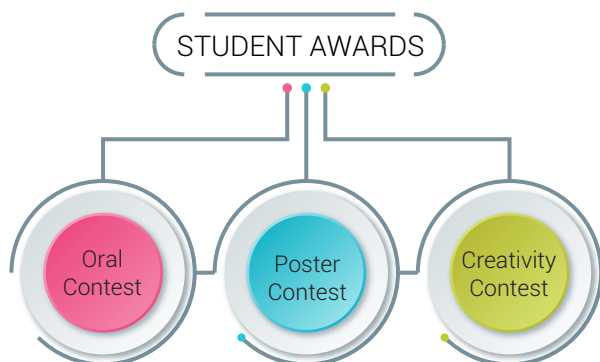 STUDENT AWARDS
Oral
Contest
Poster
Contest
Creativity
Contest